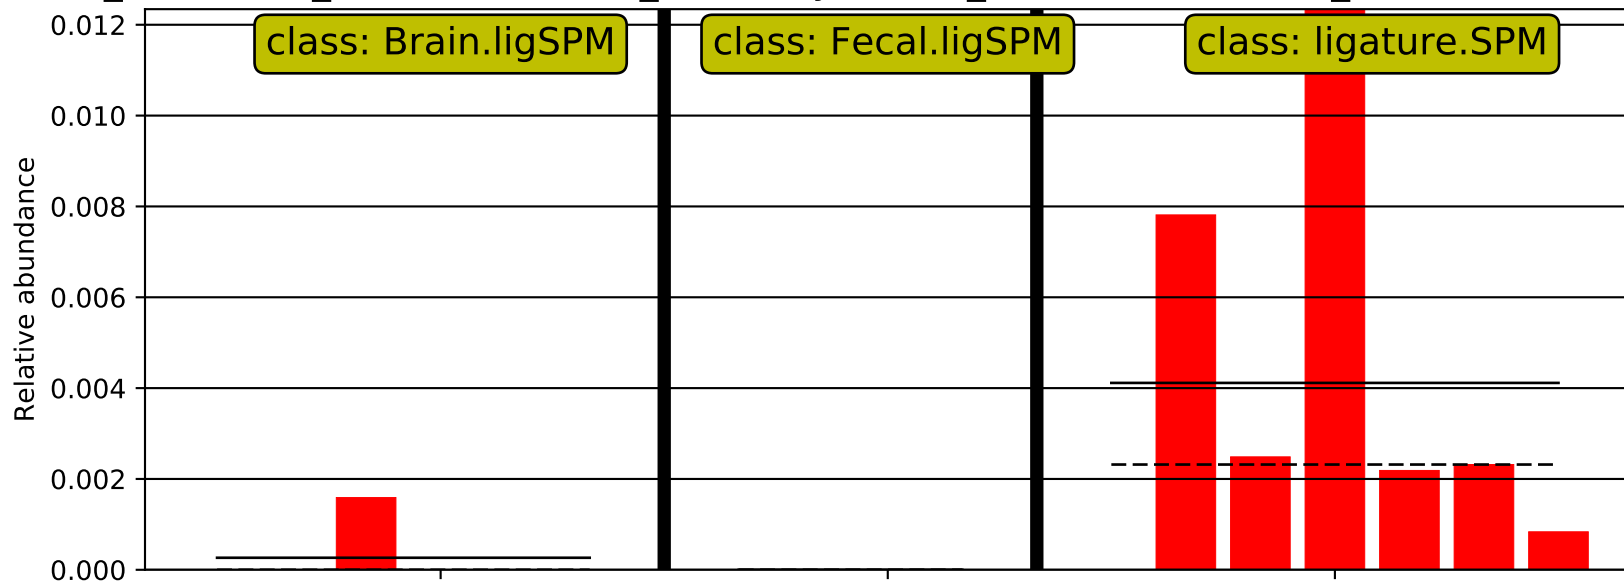 class: Brain.ligSPM
class: Fecal.ligSPM
class: ligature.SPM
Relative abundance
0.012
0.010
0.008
0.006
0.004
0.002
0.000